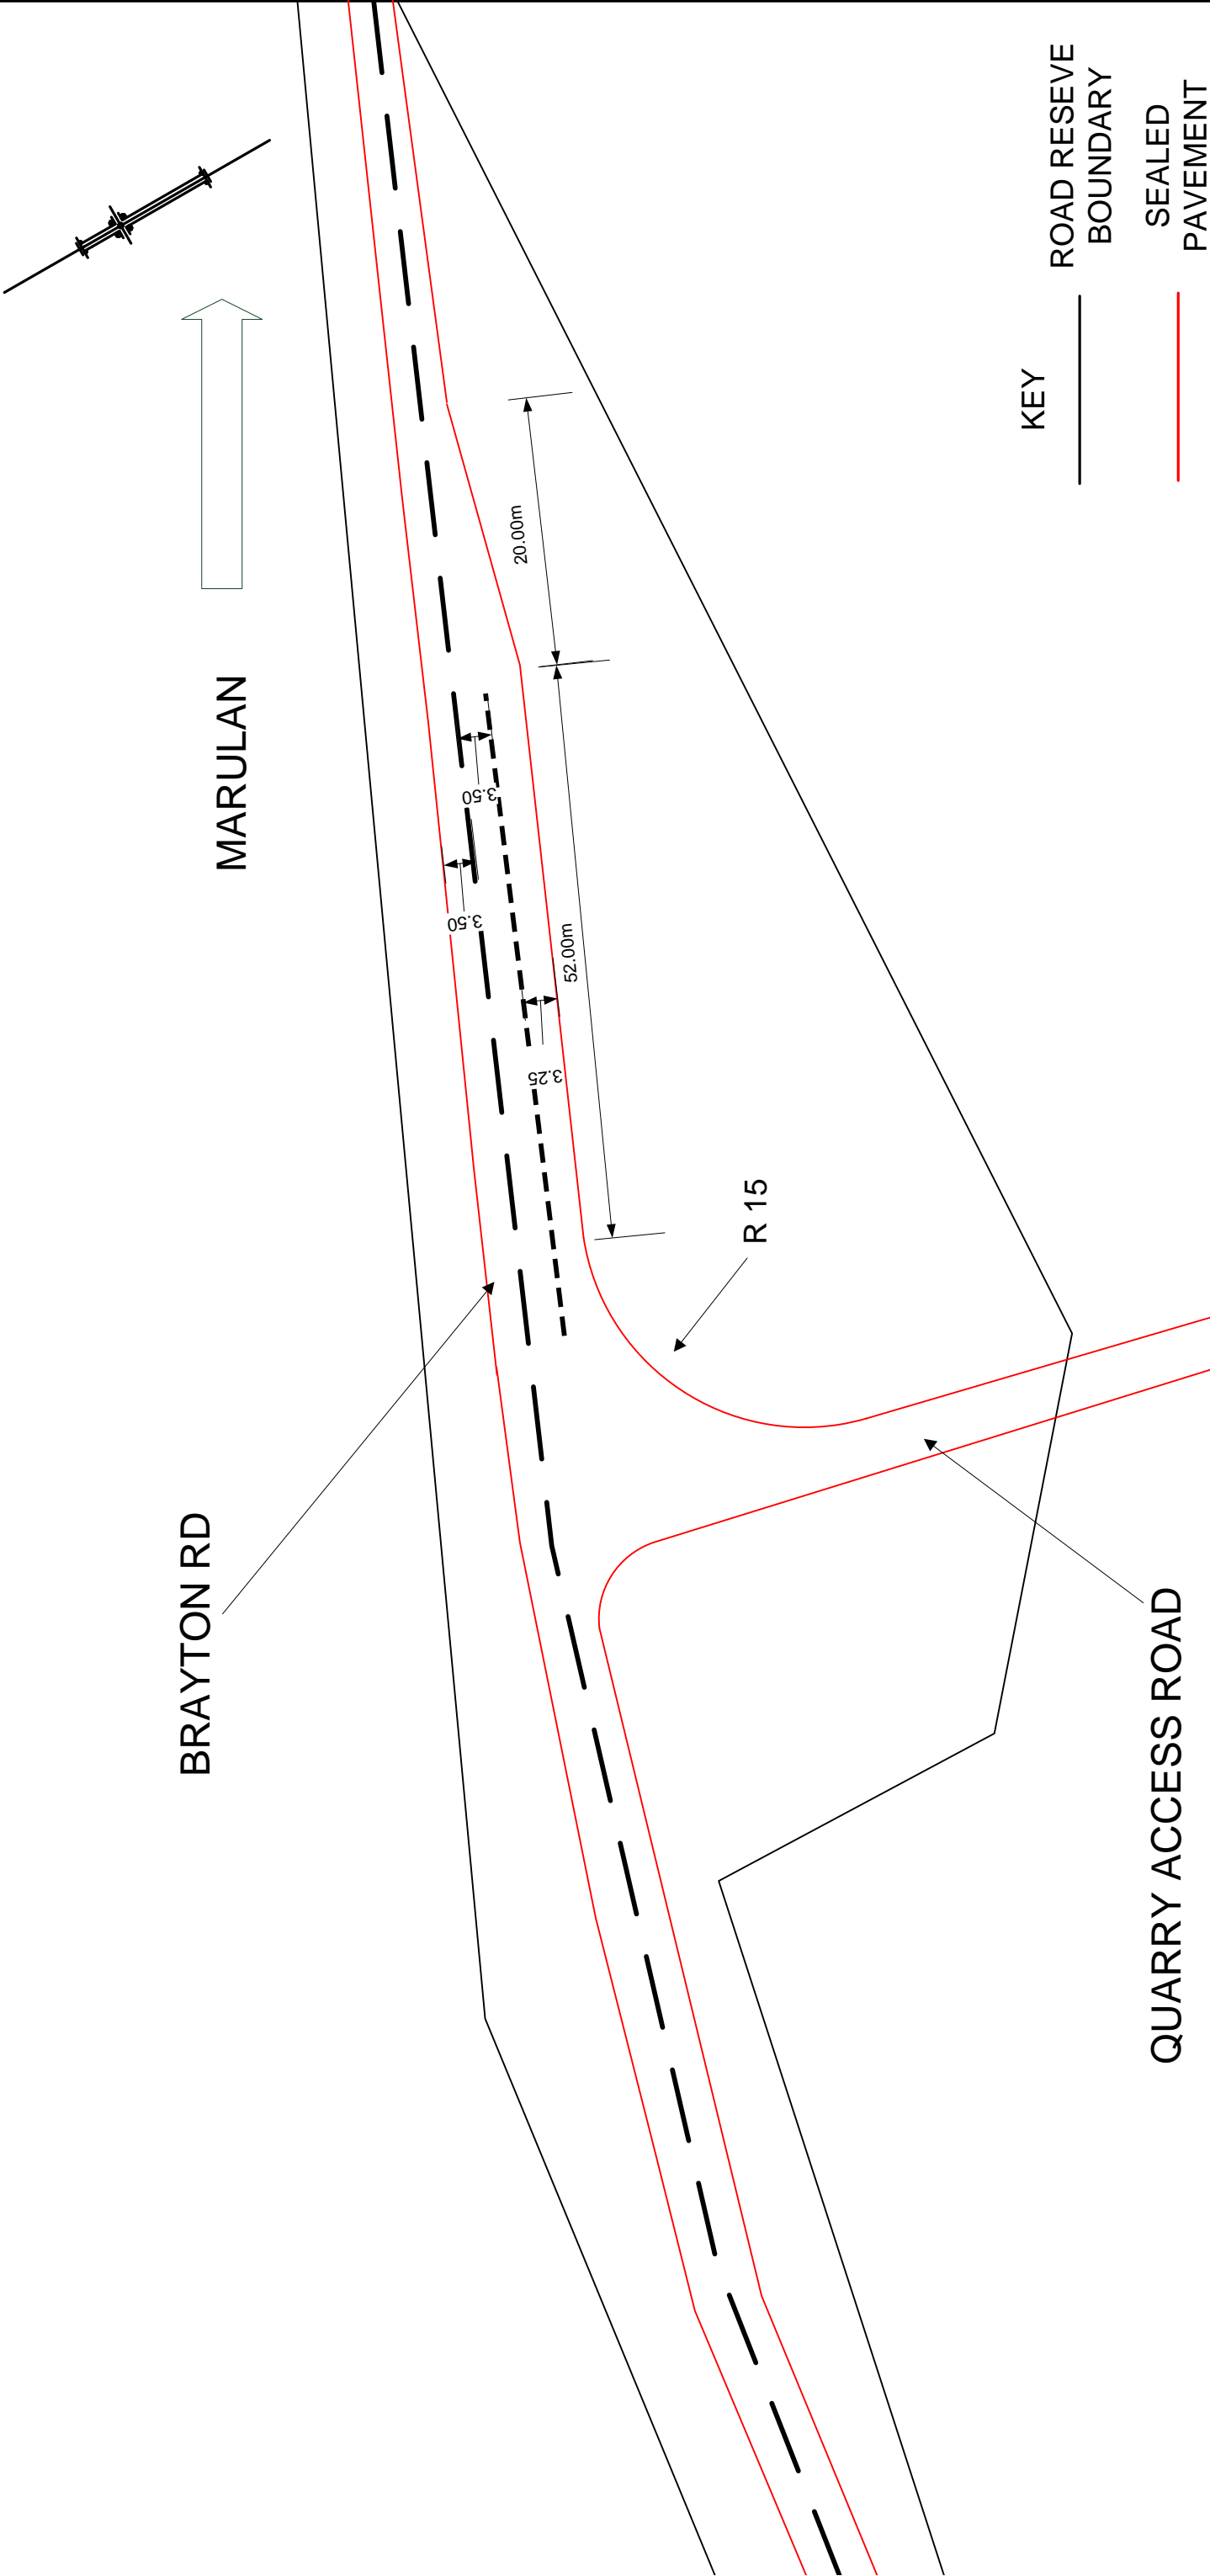 MARULAN
BRAYTON RD
20.00m
3.50
3.50
52.00m
3.25
R 15
QUARRY ACCESS ROAD
KEY
ROAD RESEVE
BOUNDARY
SEALED
PAVEMENT